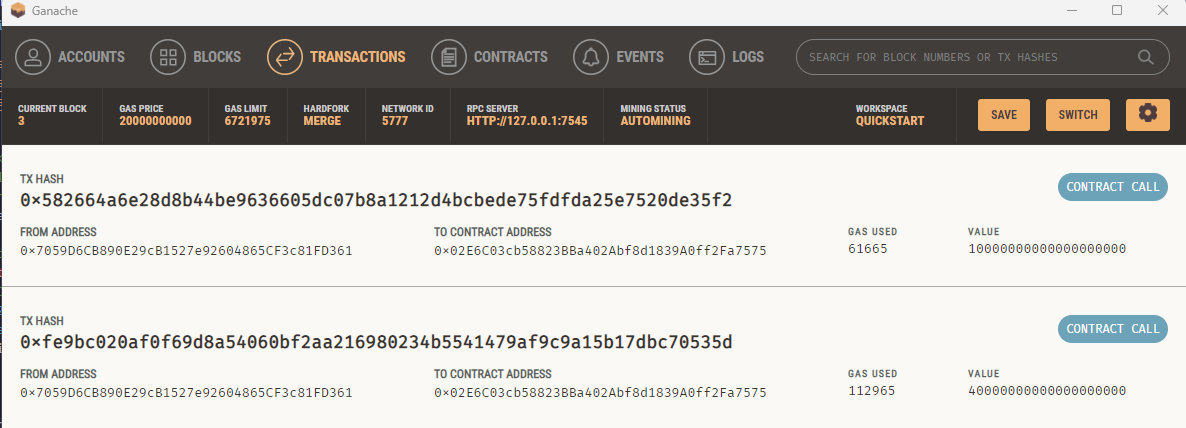 Ganache
ACCOUNTS BLOCKS TRANSACTIONS CONTRACTS EVENTS LOGS SEARCH FOR BLOCK NUMBERS OR TX HASHES
CURRENT BLOCK GAS PRICE GAS LIMIT HARDFORK NETWORK ID RPC SERVER MINING STATUS WORKSPACE
3 20000000000 6721975 MERGE 5777 HTTP://127.0.0.1:7545 AUTOMINING QUICKSTART SAVE SWITCH
TX HASH
0×582664a6e28d8b44be9636605dc07b8a1212d4bcbede75fdfda25e7520de35f2 CONTRACT CALL
FROM ADDRESS TO CONTRACT ADDRESS GAS USED VALUE
0×7059D6CB890E29cB1527e92604865CF3c81FD361 0×02E6C03cb58823BBa402Abf8d1839A0ff2Fa7575 61665 10000000000000000000
TX HASH
0×fe9bc020af0f69d8a54060bf2aa216980234b5541479af9c9a15b17dbc70535d CONTRACT CALL
FROM ADDRESS TO CONTRACT ADDRESS GAS USED VALUE
0×7059D6CB890E29cB1527e92604865CF3c81FD361 0×02E6C03cb58823BBa402Abf8d1839A0ff2Fa7575 112965 40000000000000000000